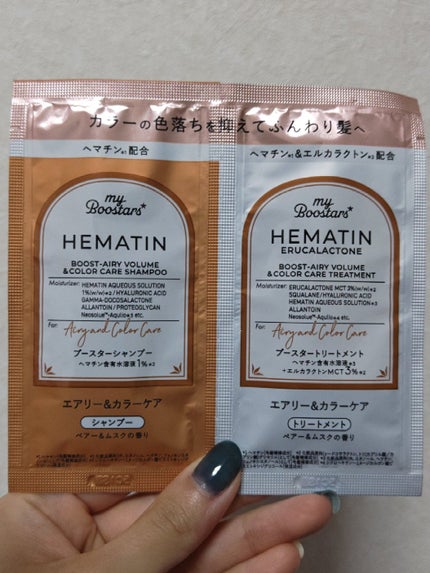 カラーの色落ちを抑えてふんわり髪へ
ヘマチン※1配合
my
Boostars*
HEMATIN
BOOST-AIRY VOLUME
&COLOR CARE SHAMPOO
Moisturizer: HEMATIN AQUEOUS SOLUTION
1%(w/w)※2/HYALURONIC ACID
GAMMA-DOCOSALACTONE
ALLANTOIN/PROTEOGLYCAN
Neosolue™-Aqulio※3 etc.
For: Airy and Color Care
ブースターシャンプー
ヘマチン含有水溶液1%※3
エアリー&カラーケア
シャンプー
ペアー&ムスクの香り
ヘマチン※1&エルカラクトン※2配合
my
Boostars*
HEMATIN
ERUCALACTONE
BOOST-AIRY VOLUME
&COLOR CARE TREATMENT
Moisturizer: ERUCALACTONE MCT 3%(w/w)※2
SQUALANE/HYALURONIC ACID
HEMATIN AQUEOUS SOLUTION※3
ALLANTOIN
Neosolue™-Aqulio※4 etc.
For: Airy and Color Care
ブースタートリートメント
ヘマチン含有水溶液※3
+エルカラクトンMCT3%※3
エアリー&カラーケア
トリートメント
ペアー&ムスクの香り